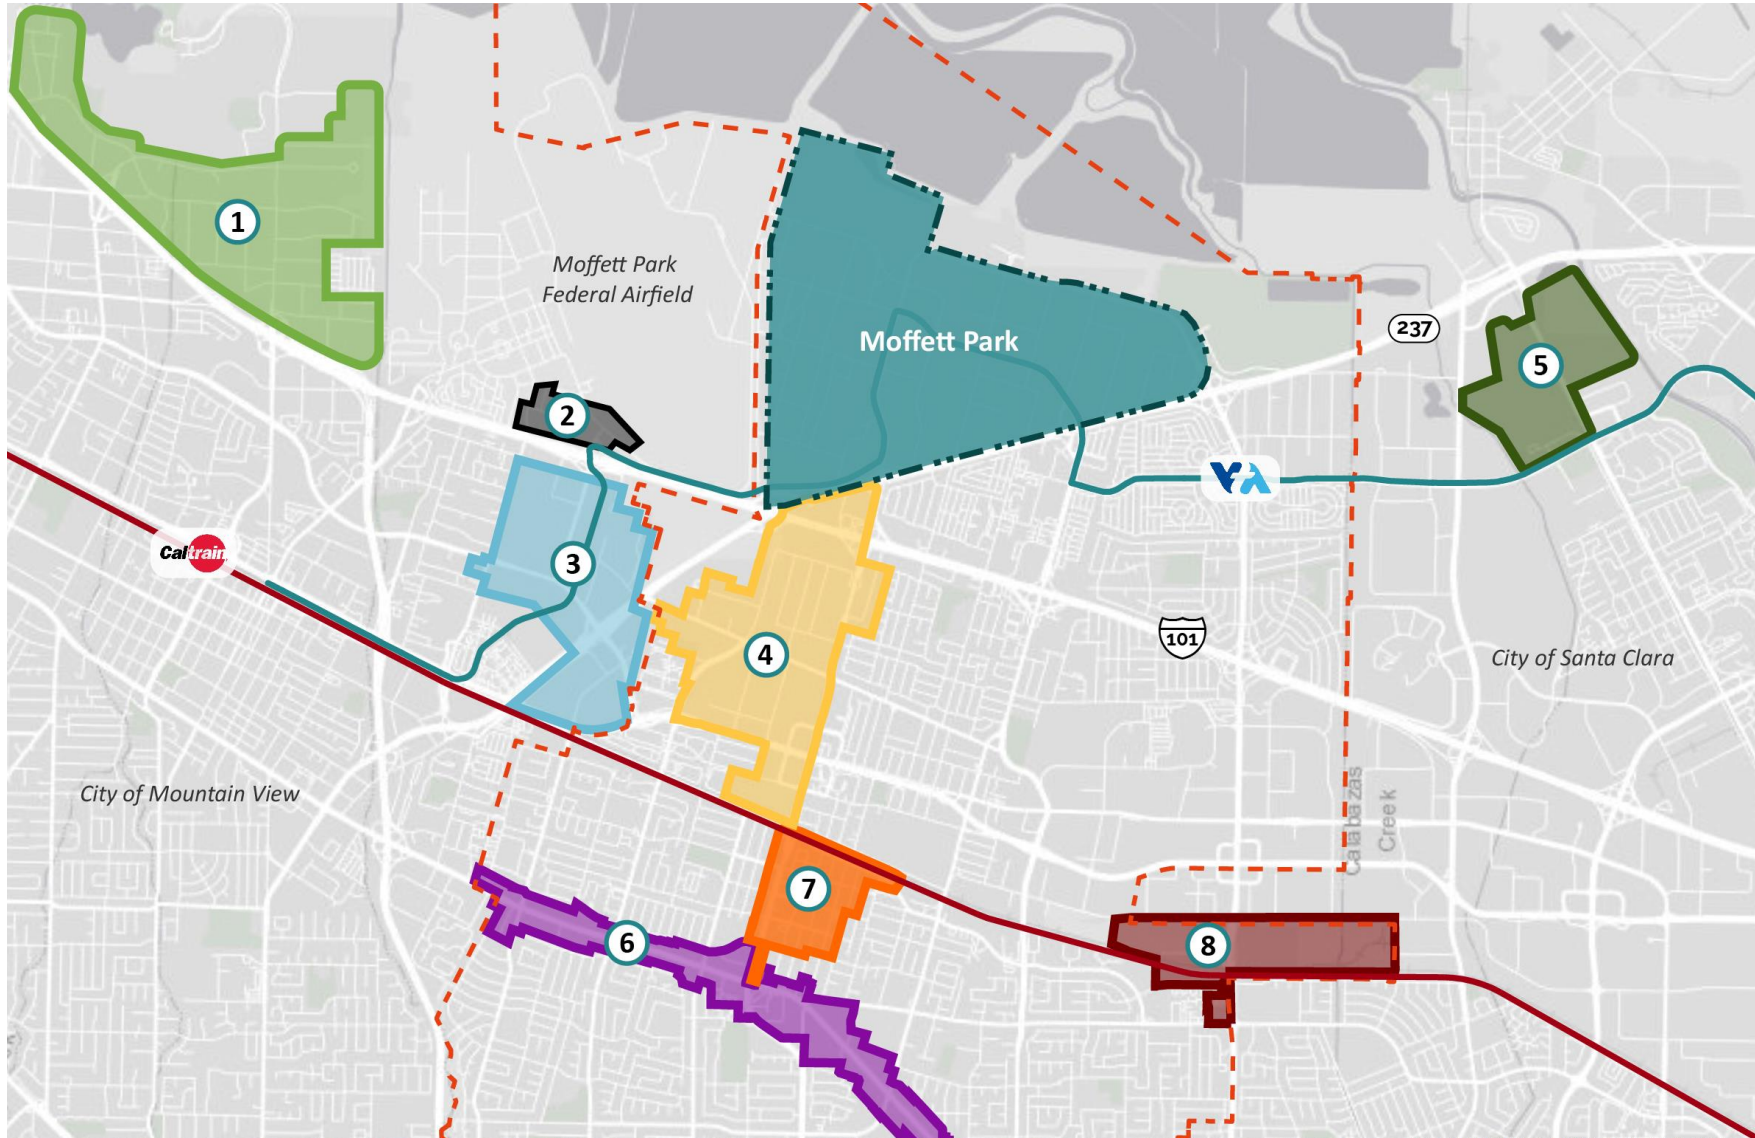 1
Moffett Park
Federal Airfield
Moffett Park
237
5
2
VTA
Caltrain
3
101
4
City of Santa Clara
City of Mountain View
Calabazas
Creek
7
6
8